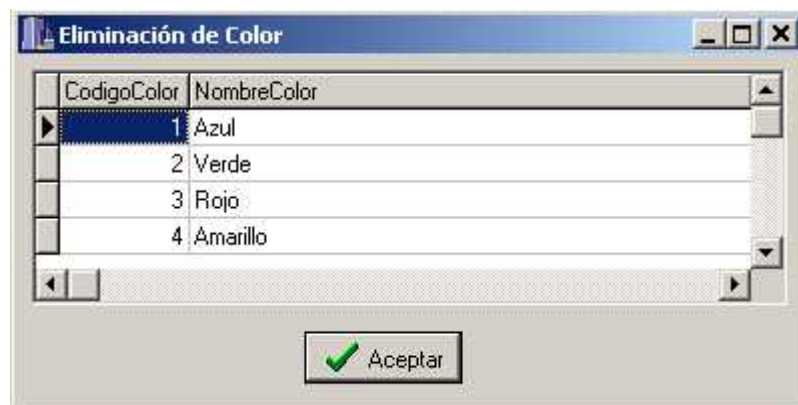 Eliminación de Color
CodigoColor NombreColor
1 Azul
2 Verde
3 Rojo
4 Amarillo
Aceptar